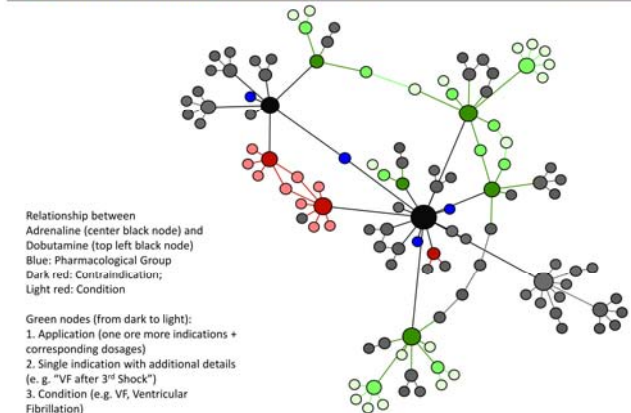 Relationship between
Adrenaline (center black node) and
Dobutamine (top left black node)
Blue: Pharmacological Group
Dark red: Contraindication;
Light red: Condition
Green nodes (from dark to light):
1. Application (one ore more indications +
corresponding dosages)
2. Single indication with additional details
(e. g. "VF after 3rd Shock")
3. Condition (e.g. VF, Ventricular
Fibrillation)